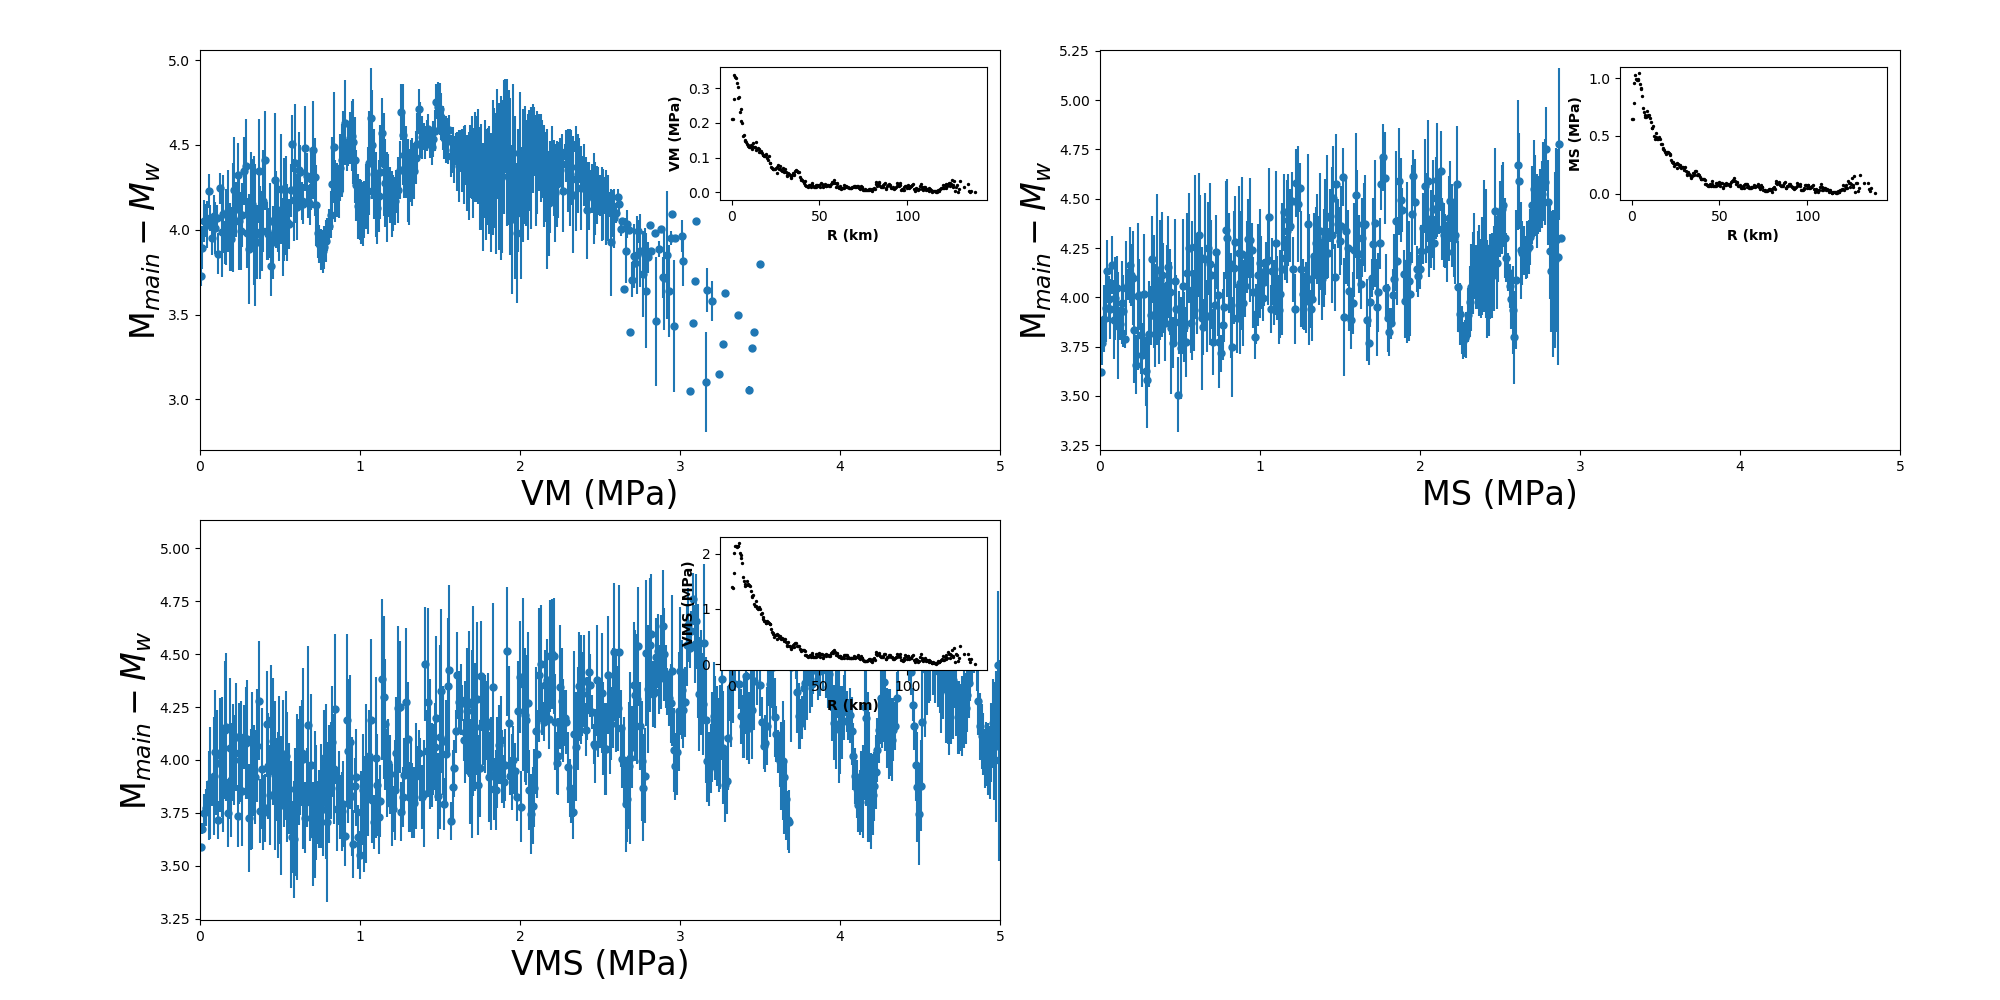 5.0
4.5
4.0
3.5
3.0
0 1 2 3 4 5
M_main − M_w
VM (MPa)
0.3
0.2
0.1
0.0
0 50 100
VM (MPa)
R (km)
5.25
5.00
4.75
4.50
4.25
4.00
3.75
3.50
3.25
0 1 2 3 4 5
M_main − M_w
MS (MPa)
1.0
0.5
0.0
0 50 100
MS (MPa)
R (km)
5.00
4.75
4.50
4.25
4.00
3.75
3.50
3.25
0 1 2 3 4 5
M_main − M_w
VMS (MPa)
2
1
0
0 50 100
VMS (MPa)
R (km)